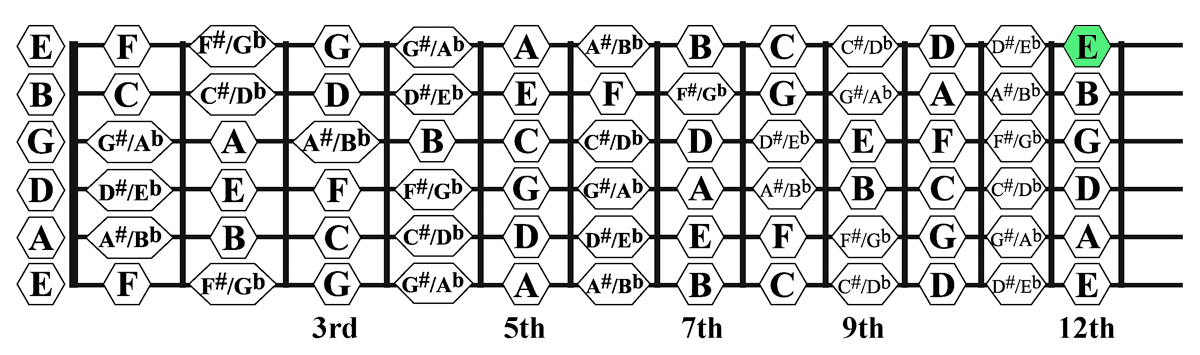 E F F#/Gb G G#/Ab A A#/Bb B C C#/Db D D#/Eb E
B C C#/Db D D#/Eb E F F#/Gb G G#/Ab A A#/Bb B
G G#/Ab A A#/Bb B C C#/Db D D#/Eb E F F#/Gb G
D D#/Eb E F F#/Gb G G#/Ab A A#/Bb B C C#/Db D
A A#/Bb B C C#/Db D D#/Eb E F F#/Gb G G#/Ab A
E F F#/Gb G G#/Ab A A#/Bb B C C#/Db D D#/Eb E
3rd 5th 7th 9th 12th